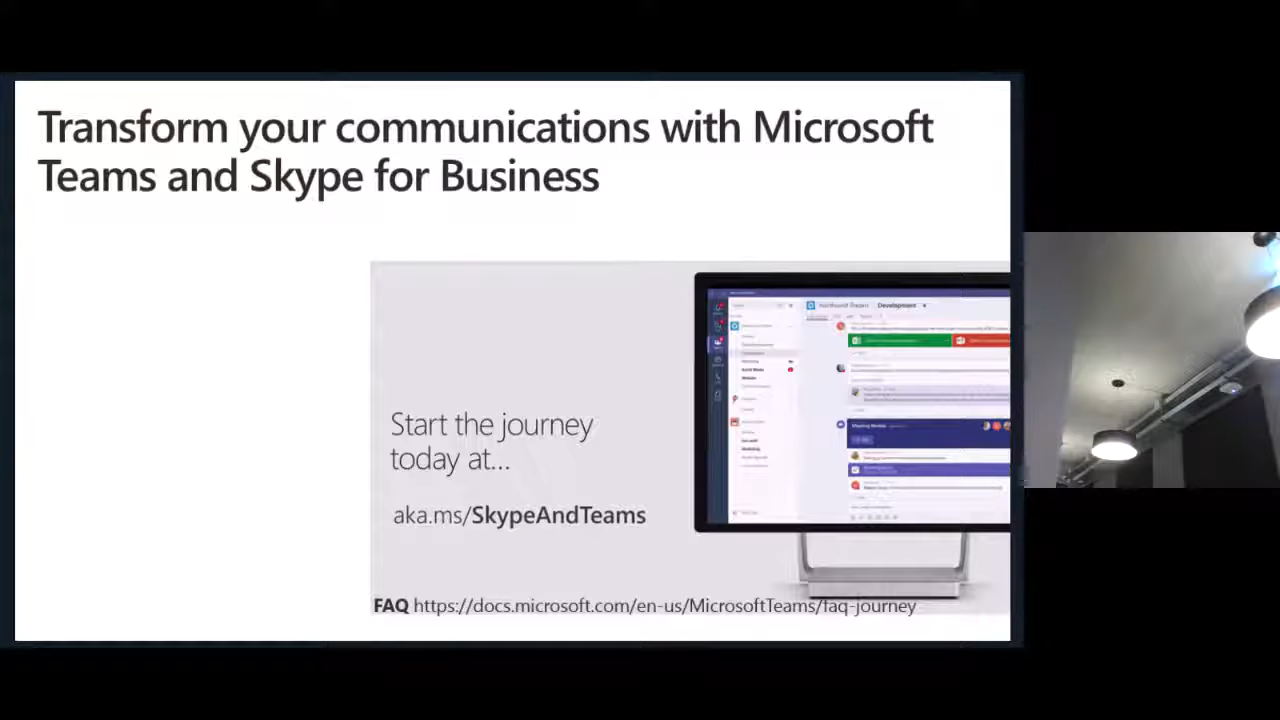 Transform your communications with Microsoft
Teams and Skype for Business
Development
Start the journey
today at...
aka.ms/SkypeAndTeams
FAQ https://docs.microsoft.com/en-us/MicrosoftTeams/faq-journey